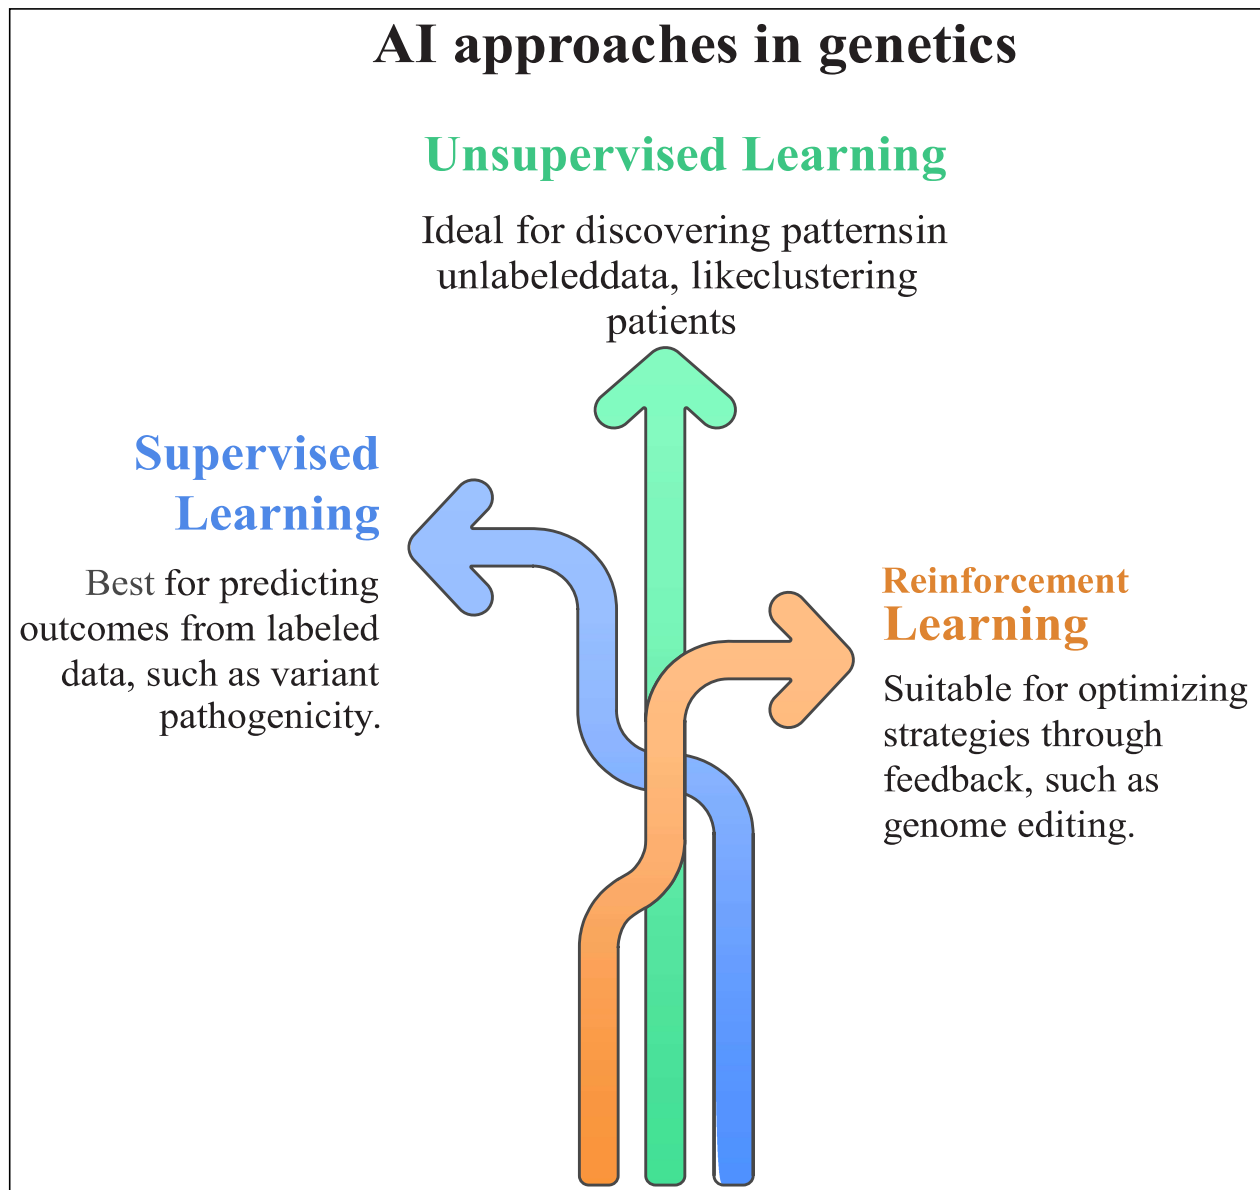 AI approaches in genetics
Unsupervised Learning
Ideal for discovering patternsin
unlabeleddata, likeclustering
patients
Supervised
Learning
Best for predicting
outcomes from labeled
data, such as variant
pathogenicity.
Reinforcement
Learning
Suitable for optimizing
strategies through
feedback, such as
genome editing.